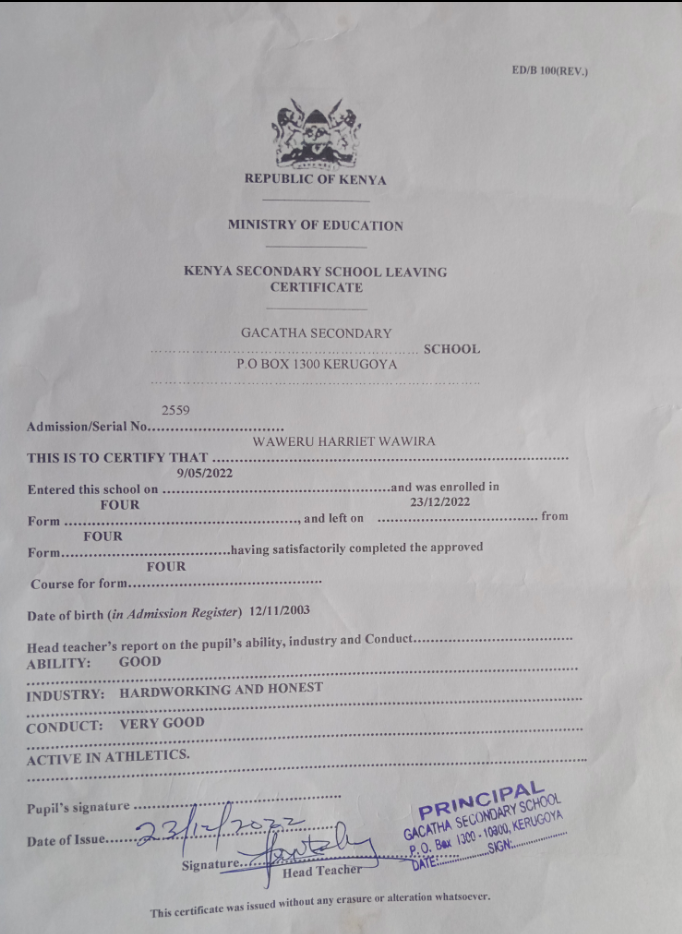 ED/B 100(REV.)
REPUBLIC OF KENYA
MINISTRY OF EDUCATION
KENYA SECONDARY SCHOOL LEAVING
CERTIFICATE
GACATHA SECONDARY
SCHOOL
P.O BOX 1300 KERUGOYA
2559
Admission/Serial No.
WAWERU HARRIET WAWIRA
THIS IS TO CERTIFY THAT
9/05/2022
Entered this school on and was enrolled in
FOUR 23/12/2022
Form , and left on from
FOUR
Form having satisfactorily completed the approved
FOUR
Course for form
Date of birth (in Admission Register) 12/11/2003
Head teacher's report on the pupil's ability, industry and Conduct
ABILITY: GOOD
INDUSTRY: HARDWORKING AND HONEST
CONDUCT: VERY GOOD
ACTIVE IN ATHLETICS.
Pupil's signature
Date of Issue 23/12/2022
Signature
Head Teacher
PRINCIPAL
GACATHA SECONDARY SCHOOL
P. O. Box 1300 - 10300, KERUGOYA
DATE: SIGN:
This certificate was issued without any erasure or alteration whatsoever.